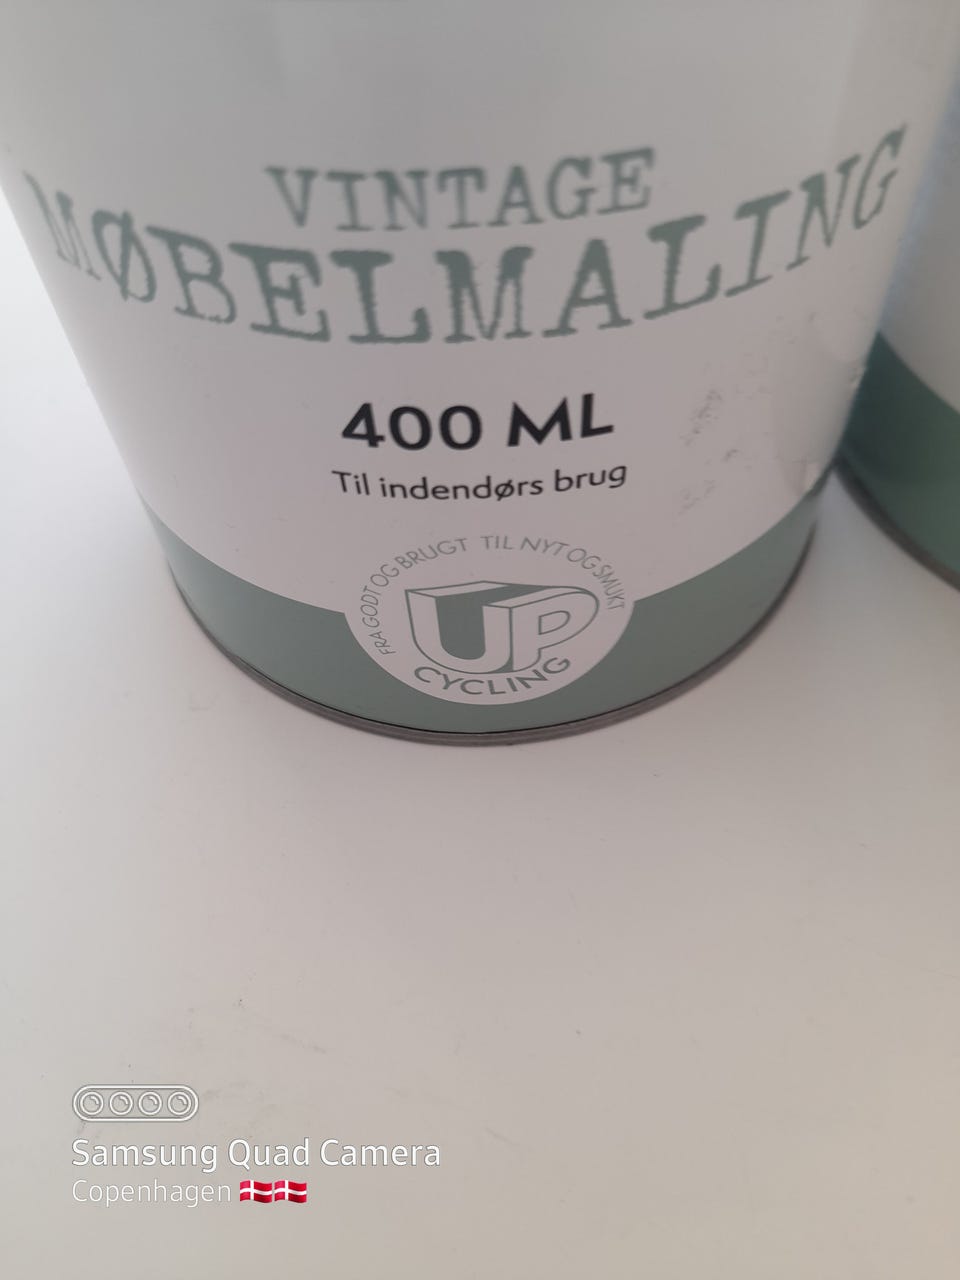 VINTAGE
MØBELMALING
400 ML
Til indendørs brug
FRA GODT OG BRUGT TIL NYT OG SMUKT
UP
CYCLING
Samsung Quad Camera
Copenhagen 🇩🇰🇩🇰